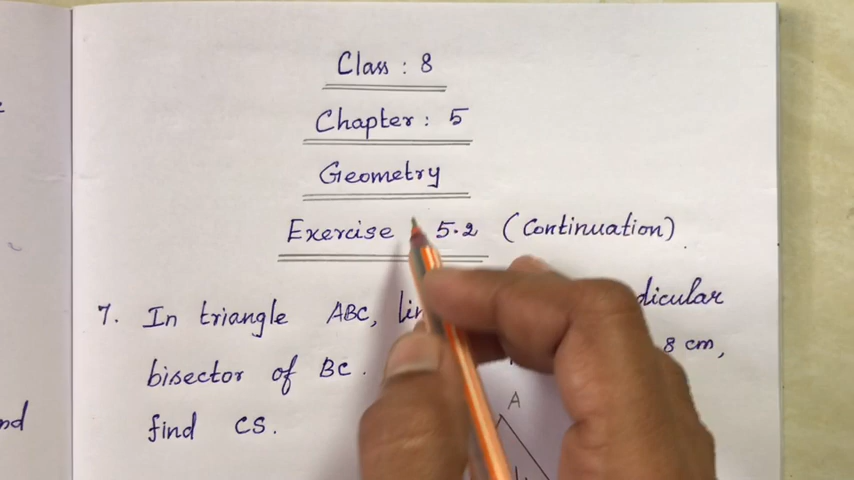 Class : 8
Chapter : 5
Geometry
Exercise 5.2 (Continuation)
7. In triangle ABC,
bisector of BC. 8 cm,
find CS.
A